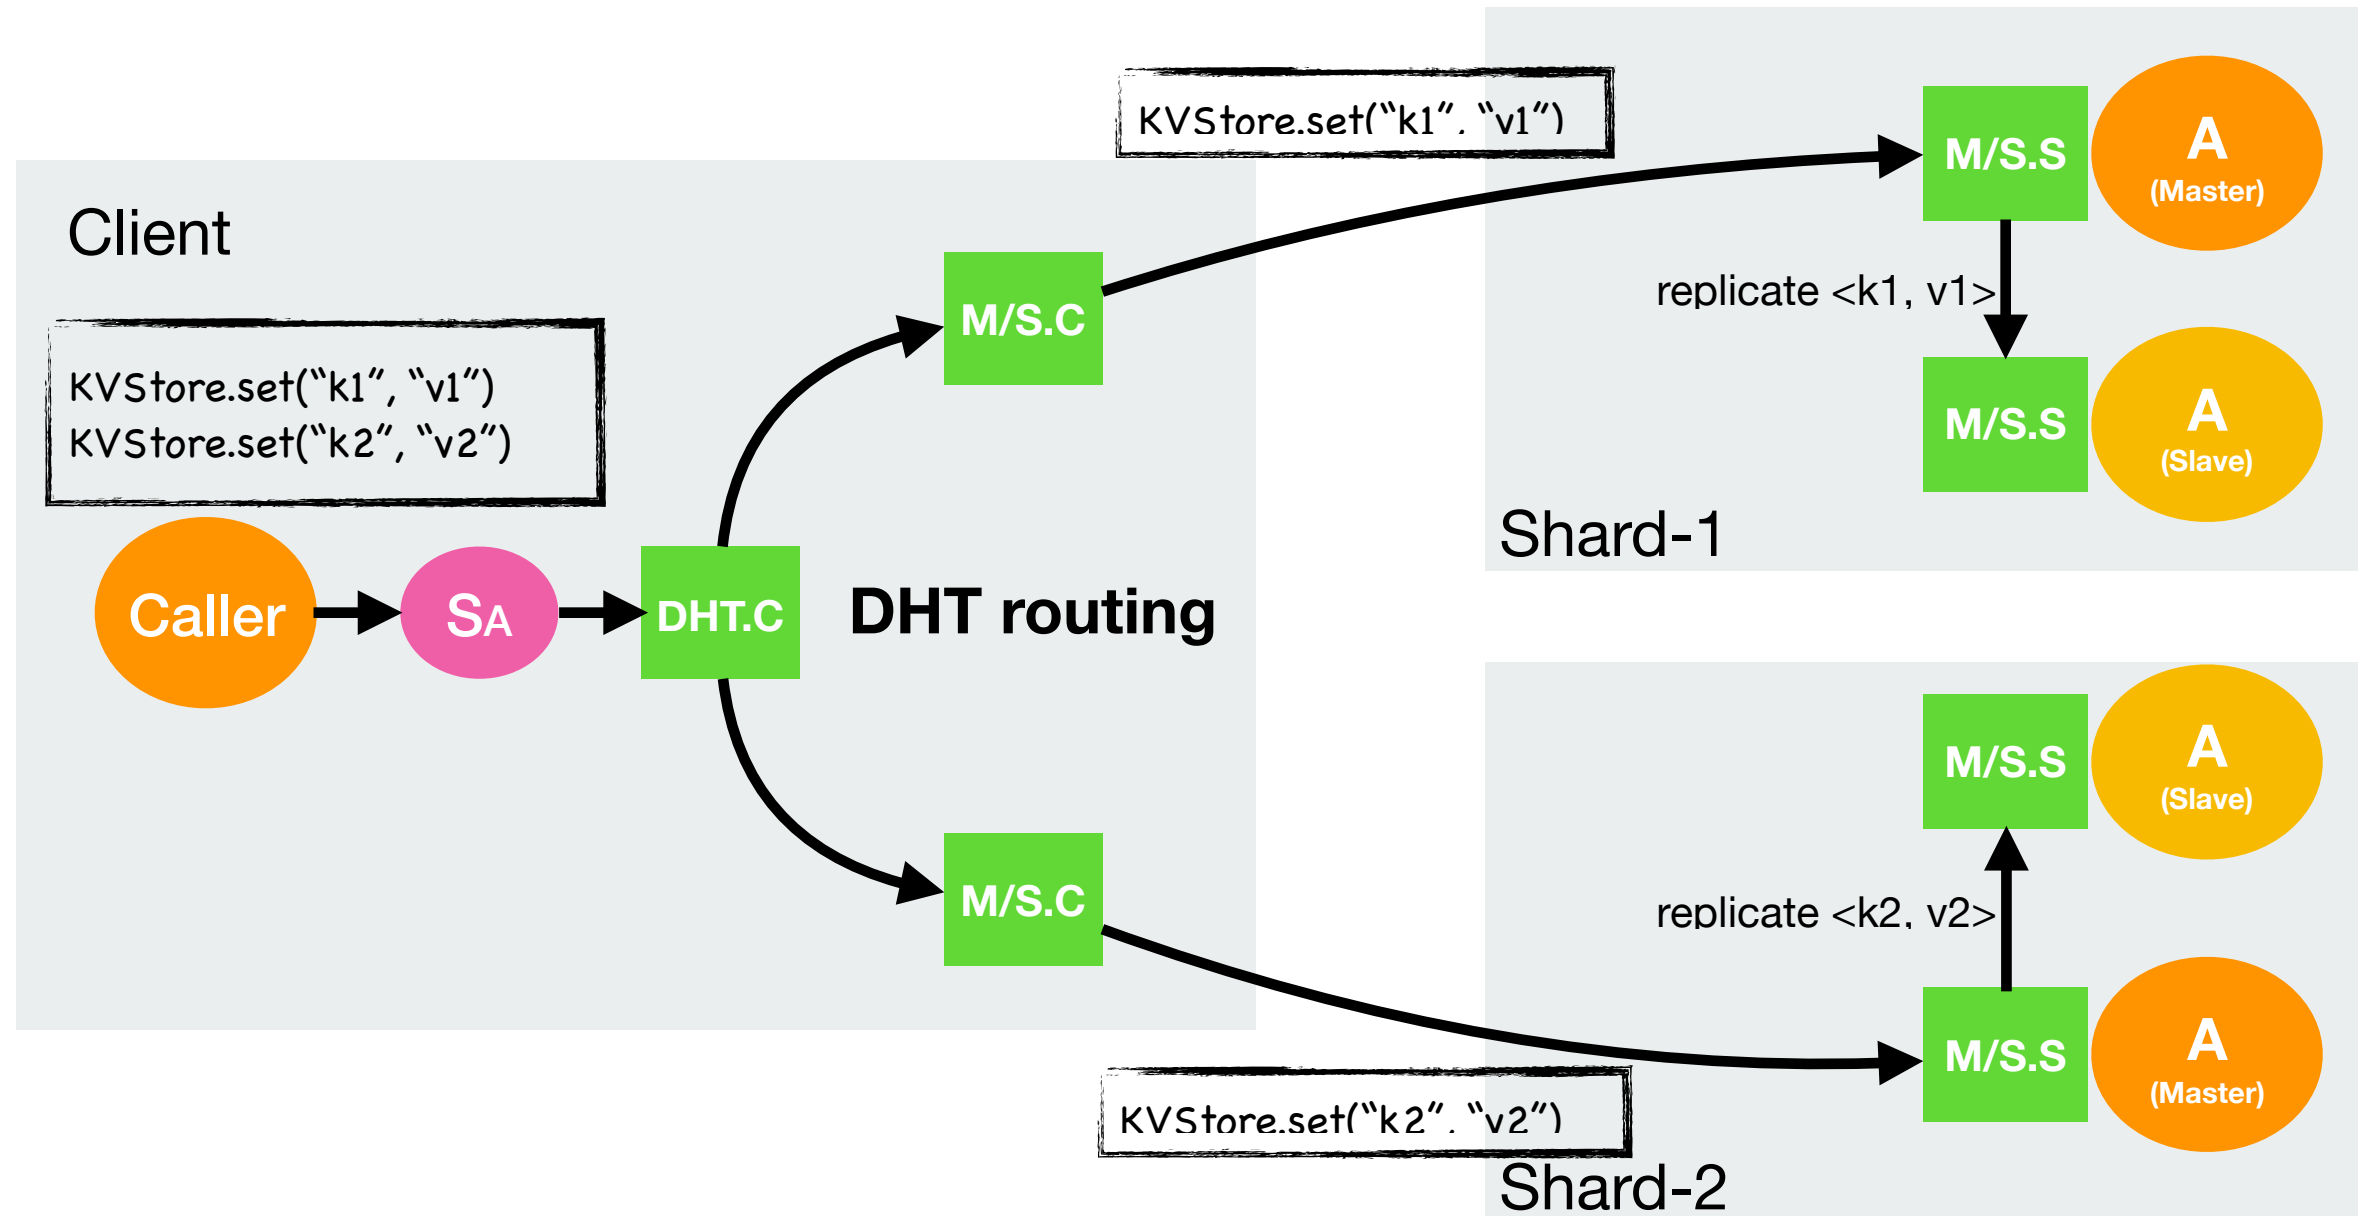 KVStore.set(“k1”, “v1”)
Client
KVStore.set(“k1”, “v1”)
KVStore.set(“k2”, “v2”)
Caller
SA
DHT.C
DHT routing
M/S.C
M/S.C
M/S.S
A
(Master)
replicate <k1, v1>
M/S.S
A
(Slave)
Shard-1
M/S.S
A
(Slave)
replicate <k2, v2>
M/S.S
A
(Master)
KVStore.set(“k2”, “v2”)
Shard-2